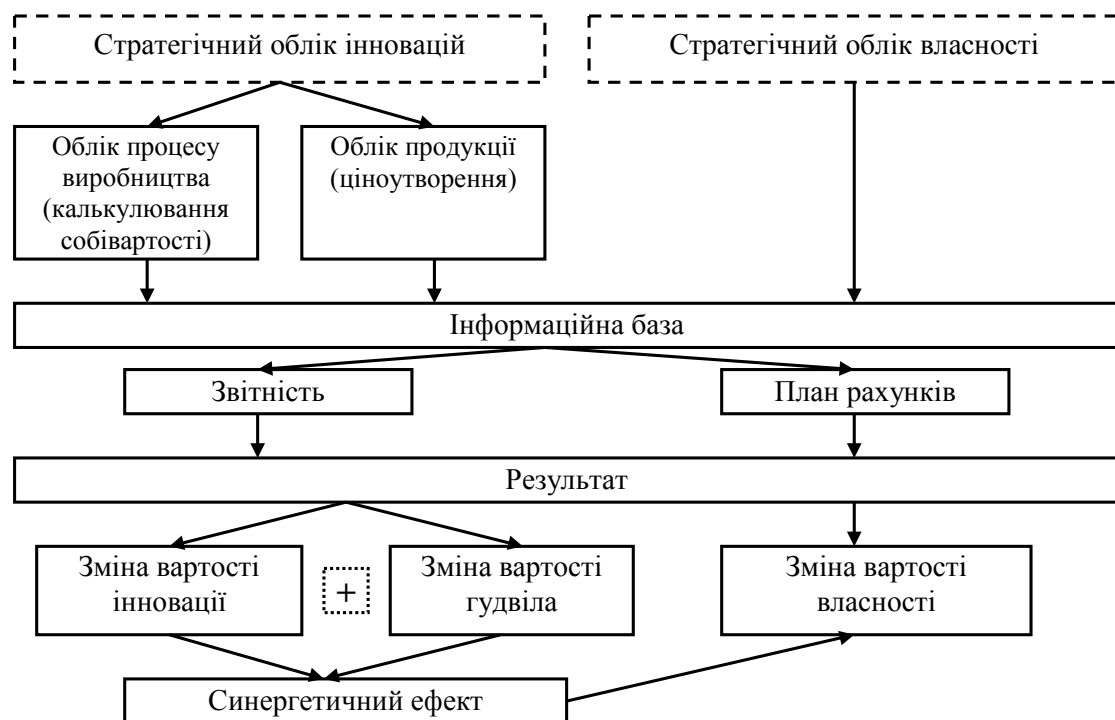 Стратегічний облік інновацій
Стратегічний облік власності
Облік процесу
виробництва
(калькулювання
собівартості)
Облік продукції
(ціноутворення)
Інформаційна база
Звітність
План рахунків
Результат
Зміна вартості
інновації
+
Зміна вартості
гудвіла
Зміна вартості
власності
Синергетичний ефект